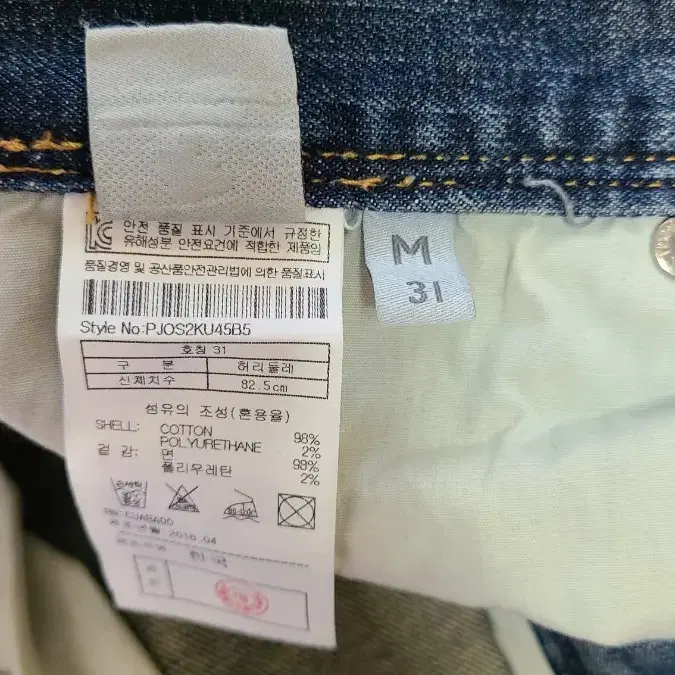 안전 품질 표시 기준에서 규정한
유해성분 안전요건에 적합한 제품임
품질경영 및 공산품안전관리법에 의한 품질표시
Style No:PJOS2KU45B5
호칭 31
구 분 허리둘레
신체치수 82.5cm
섬유의 조성(혼용율)
SHELL: COTTON 98%
POLYURETHANE 2%
겉 감: 면 98%
폴리우레탄 2%
2010.04
한국
M
31